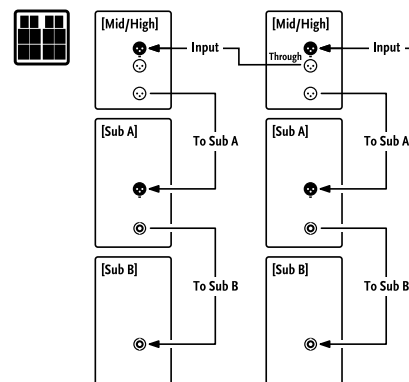 [Mid/High]
Input
[Mid/High]
Input
Through
[Sub A]
To Sub A
[Sub A]
To Sub A
[Sub B]
To Sub B
[Sub B]
To Sub B